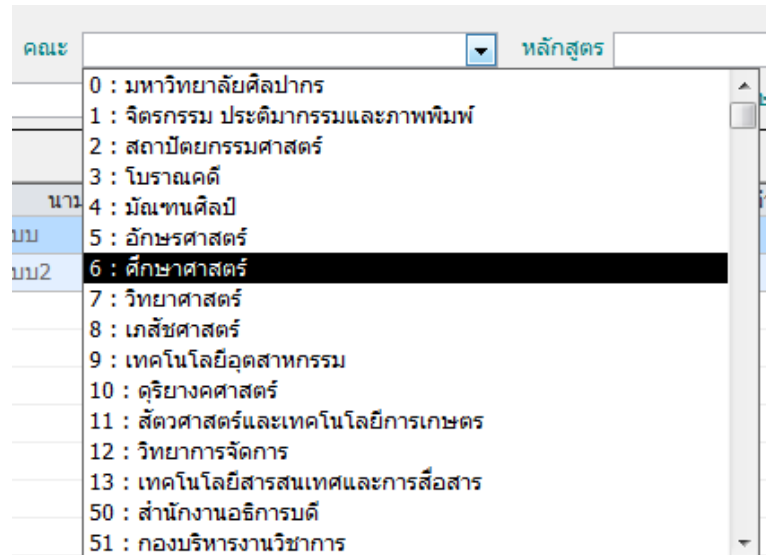 คณะ หลักสูตร
0 : มหาวิทยาลัยศิลปากร
1 : จิตรกรรม ประติมากรรมและภาพพิมพ์
2 : สถาปัตยกรรมศาสตร์
3 : โบราณคดี
นาม
4 : มัณฑนศิลป์
บบ
5 : อักษรศาสตร์
บบ2
6 : ศึกษาศาสตร์
7 : วิทยาศาสตร์
8 : เภสัชศาสตร์
9 : เทคโนโลยีอุตสาหกรรม
10 : ดุริยางคศาสตร์
11 : สัตวศาสตร์และเทคโนโลยีการเกษตร
12 : วิทยาการจัดการ
13 : เทคโนโลยีสารสนเทศและการสื่อสาร
50 : สำนักงานอธิการบดี
51 : กองบริหารงานวิชาการ